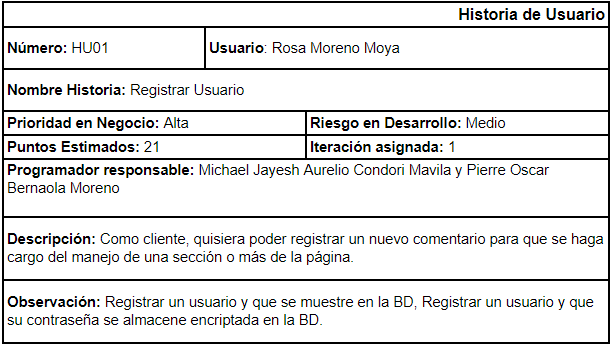 Historia de Usuario
Número: HU01 Usuario: Rosa Moreno Moya
Nombre Historia: Registrar Usuario
Prioridad en Negocio: Alta Riesgo en Desarrollo: Medio
Puntos Estimados: 21 Iteración asignada: 1
Programador responsable: Michael Jayesh Aurelio Condori Mavila y Pierre Oscar
Bernaola Moreno
Descripción: Como cliente, quisiera poder registrar un nuevo comentario para que se haga
cargo del manejo de una sección o más de la página.
Observación: Registrar un usuario y que se muestre en la BD, Registrar un usuario y que
su contraseña se almacene encriptada en la BD.